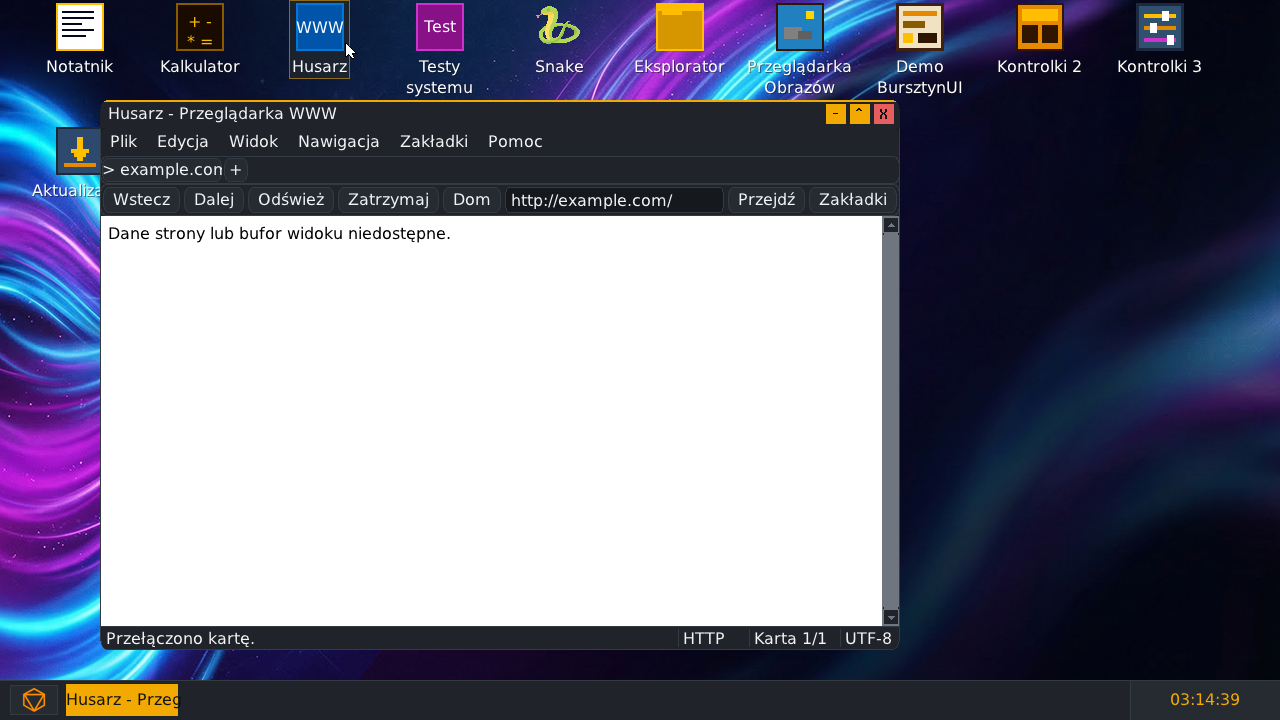 + -
* =
WWW
Test
Notatnik
Kalkulator
Husarz
Testy
systemu
Snake
Eksplorator
Przeglądarka
Obrazów
Demo
BursztynUI
Kontrolki 2
Kontrolki 3
Husarz - Przeglądarka WWW
- ^ X
Plik Edycja Widok Nawigacja Zakładki Pomoc
> example.con +
Aktualiza
Wstecz Dalej Odśwież Zatrzymaj Dom http://example.com/ Przejdź Zakładki
Dane strony lub bufor widoku niedostępne.
Przełączono kartę. HTTP Karta 1/1 UTF-8
Husarz - Przeg 03:14:39